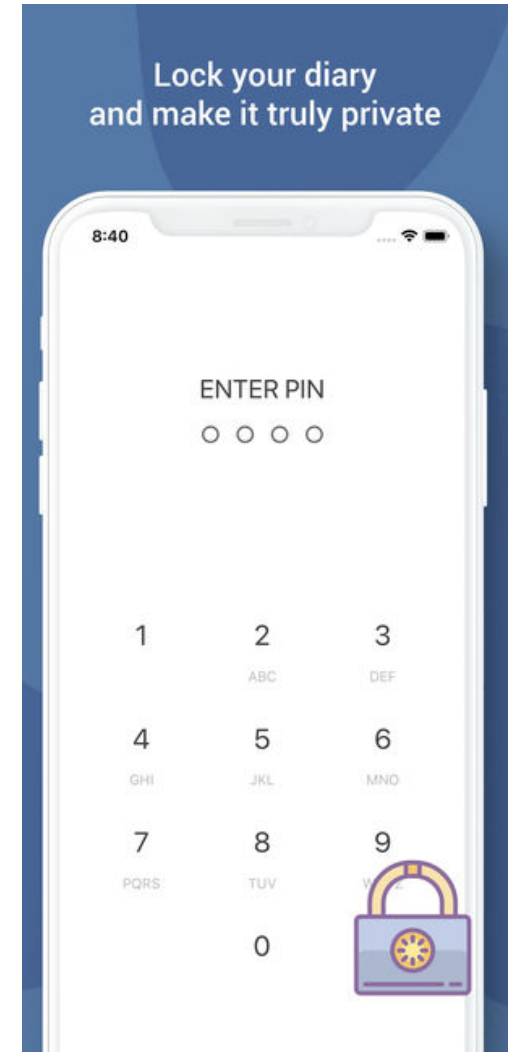 Lock your diary
and make it truly private
8:40
ENTER PIN
1 2 3
ABC DEF
4 5 6
GHI JKL MNO
7 8 9
PQRS TUV
0